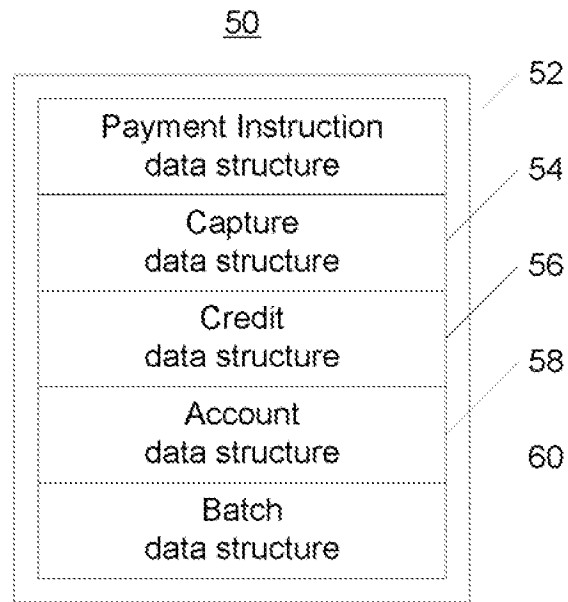 50
52
Payment Instruction
data structure
54
Capture
data structure
56
Credit
data structure
58
Account
data structure
60
Batch
data structure